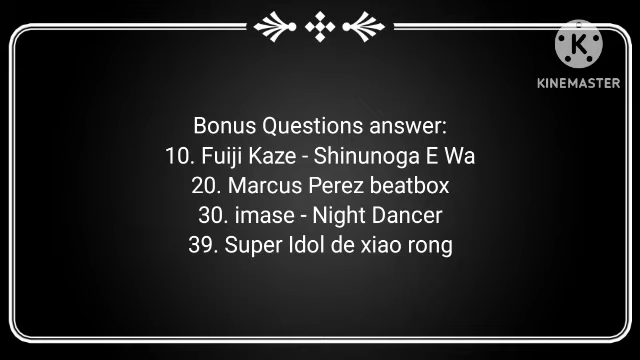 KINEMASTER
Bonus Questions answer:
10. Fuiji Kaze - Shinunoga E Wa
20. Marcus Perez beatbox
30. imase - Night Dancer
39. Super Idol de xiao rong